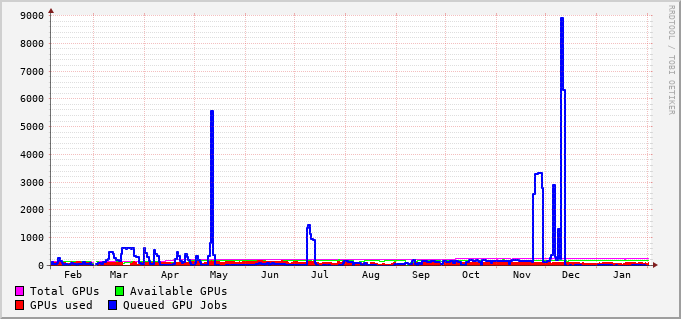 9000
8000
7000
6000
5000
4000
3000
2000
1000
0
Feb Mar Apr May Jun Jul Aug Sep Oct Nov Dec Jan
Total GPUs Available GPUs
GPUs used Queued GPU Jobs
RRDTOOL / TOBI OETIKER